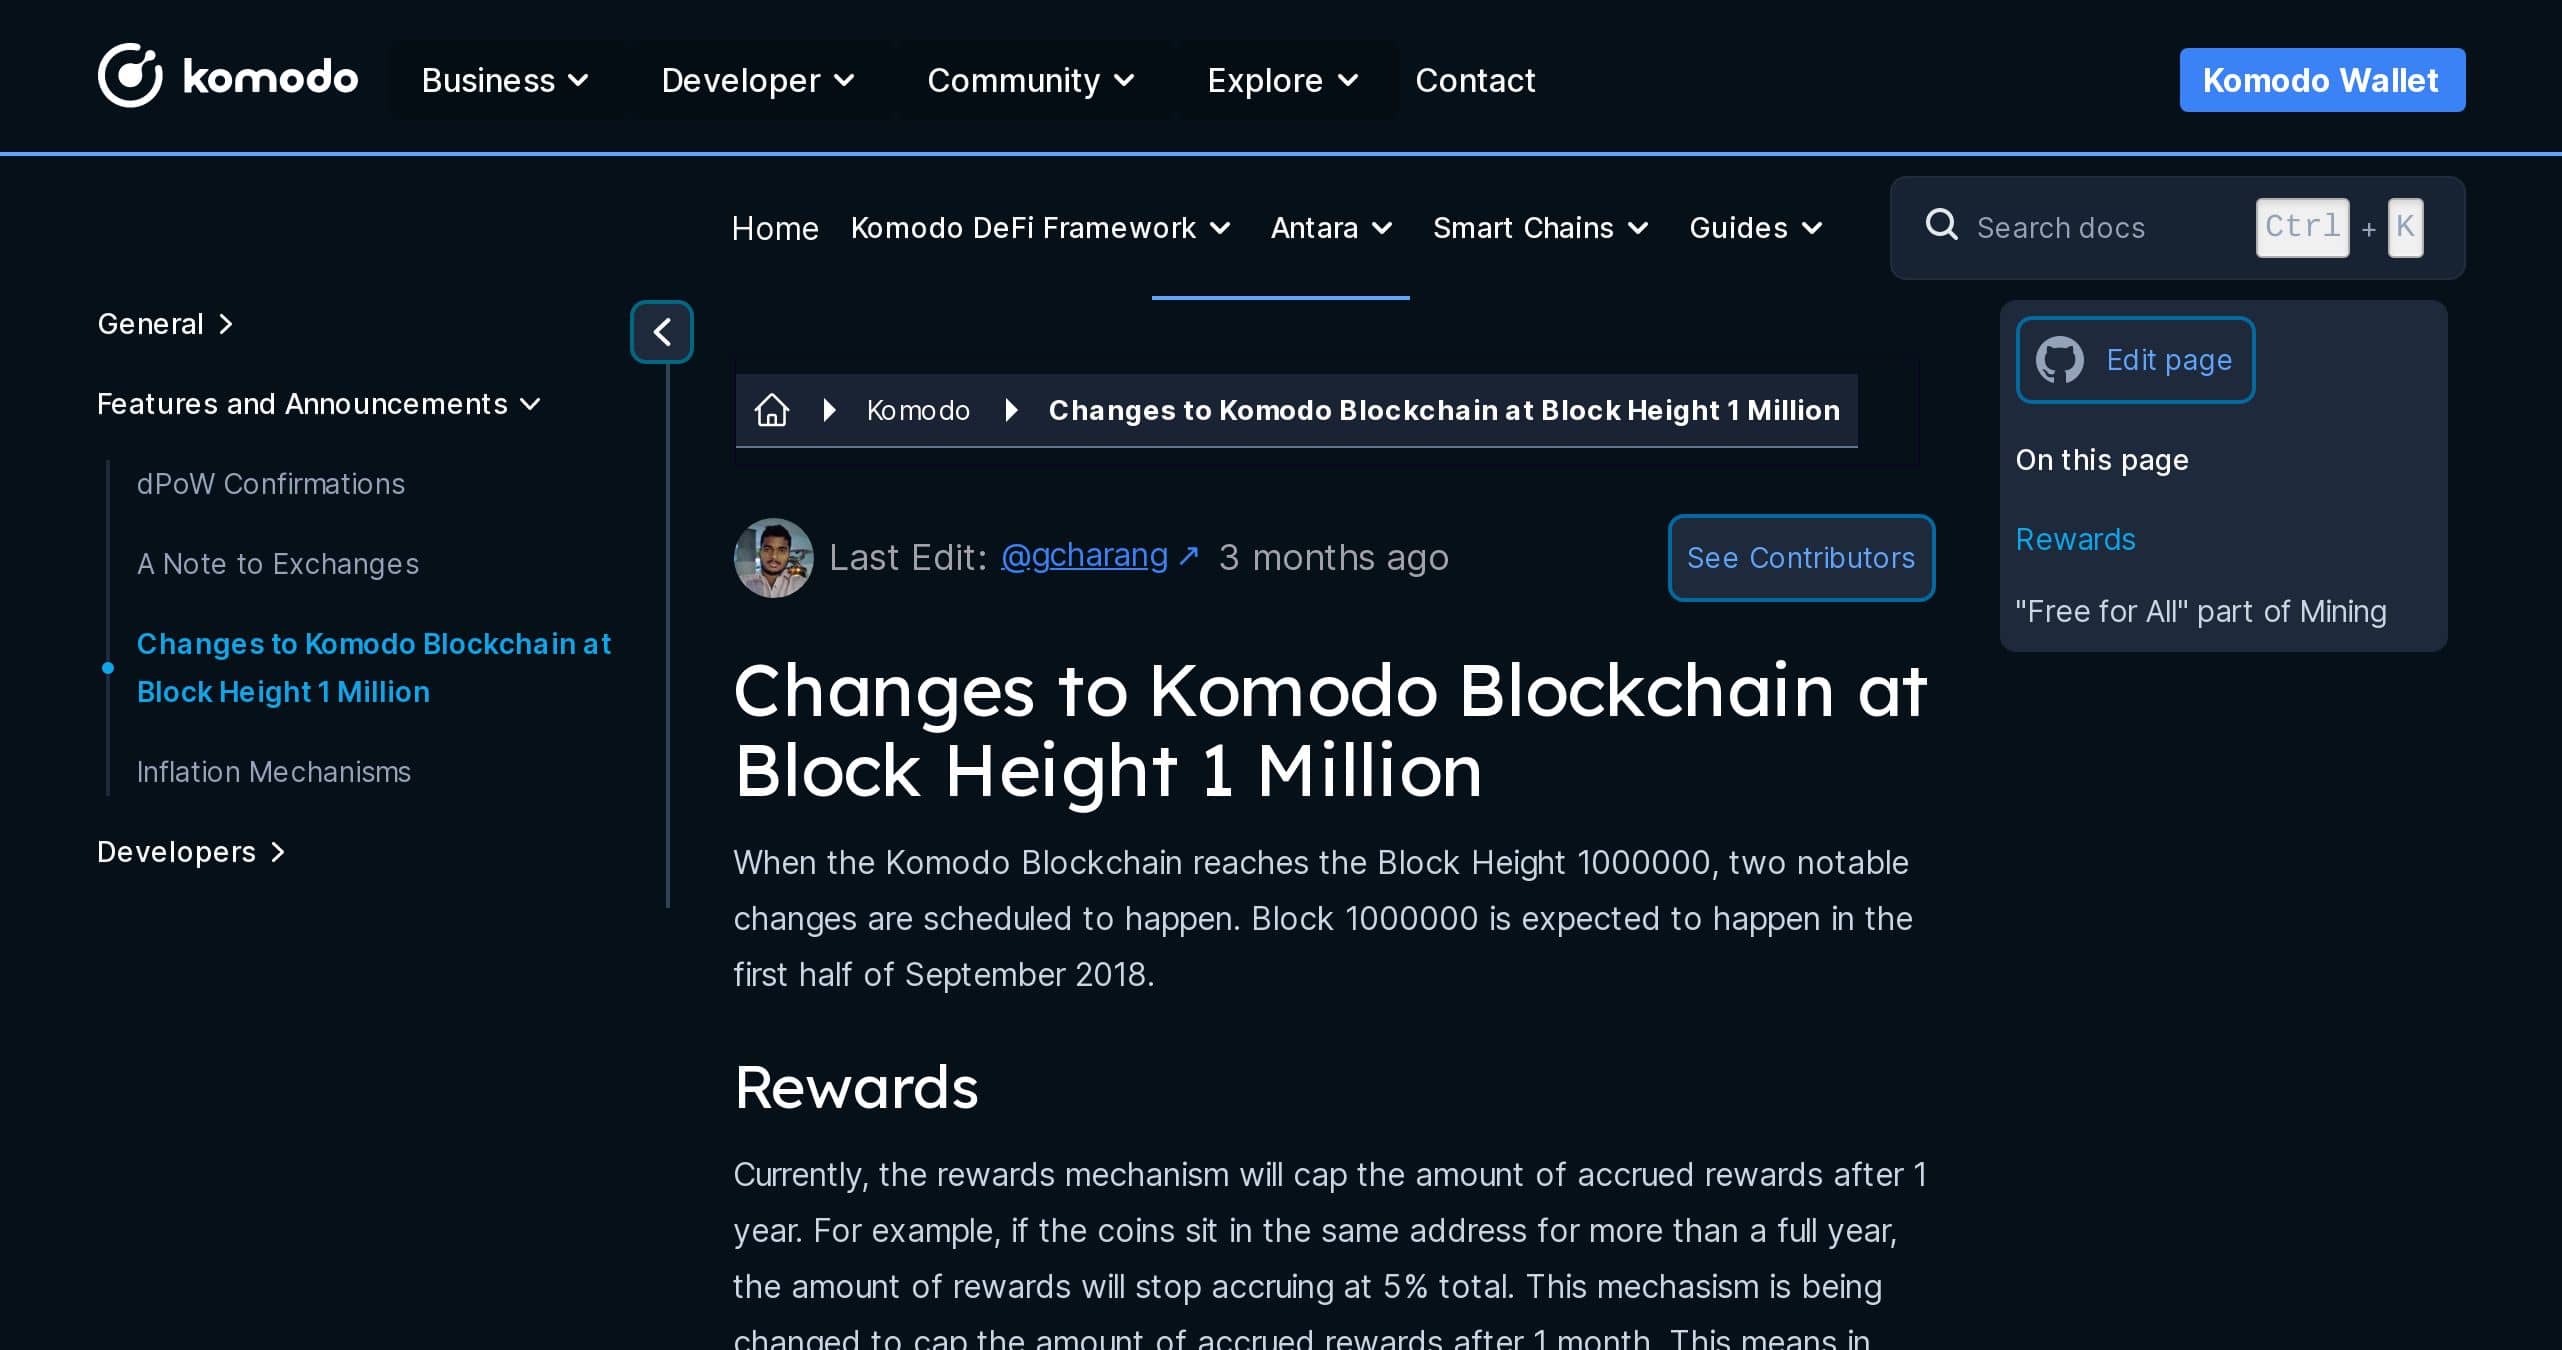 komodo
Business
Developer
Community
Explore
Contact
Komodo Wallet
Home
Komodo DeFi Framework
Antara
Smart Chains
Guides
Search docs
Ctrl + K
General
Features and Announcements
dPoW Confirmations
A Note to Exchanges
Changes to Komodo Blockchain at
Block Height 1 Million
Inflation Mechanisms
Developers
Komodo
Changes to Komodo Blockchain at Block Height 1 Million
Last Edit: @gcharang ↗ 3 months ago
See Contributors
Changes to Komodo Blockchain at
Block Height 1 Million
When the Komodo Blockchain reaches the Block Height 1000000, two notable
changes are scheduled to happen. Block 1000000 is expected to happen in the
first half of September 2018.
Rewards
Currently, the rewards mechanism will cap the amount of accrued rewards after 1
year. For example, if the coins sit in the same address for more than a full year,
the amount of rewards will stop accruing at 5% total. This mechasism is being
changed to cap the amount of accrued rewards after 1 month. This means in
Edit page
On this page
Rewards
"Free for All" part of Mining